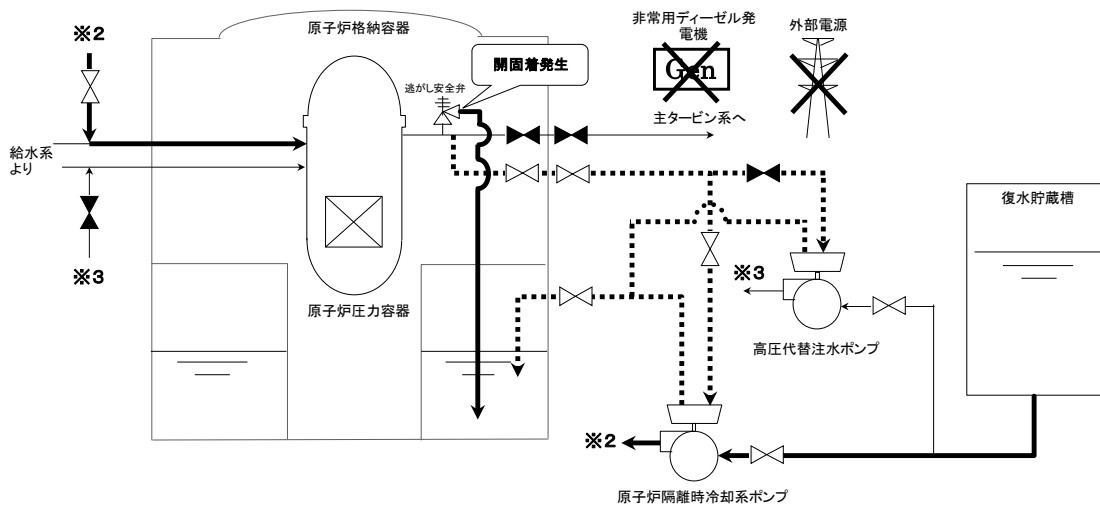 非常用ディーゼル発
電機
外部電源
※2
原子炉格納容器
開固着発生
Gen
逃がし安全弁
主タービン系へ
給水系
より
復水貯蔵槽
※3
※3
原子炉圧力容器
高圧代替注水ポンプ
※2
原子炉隔離時冷却系ポンプ